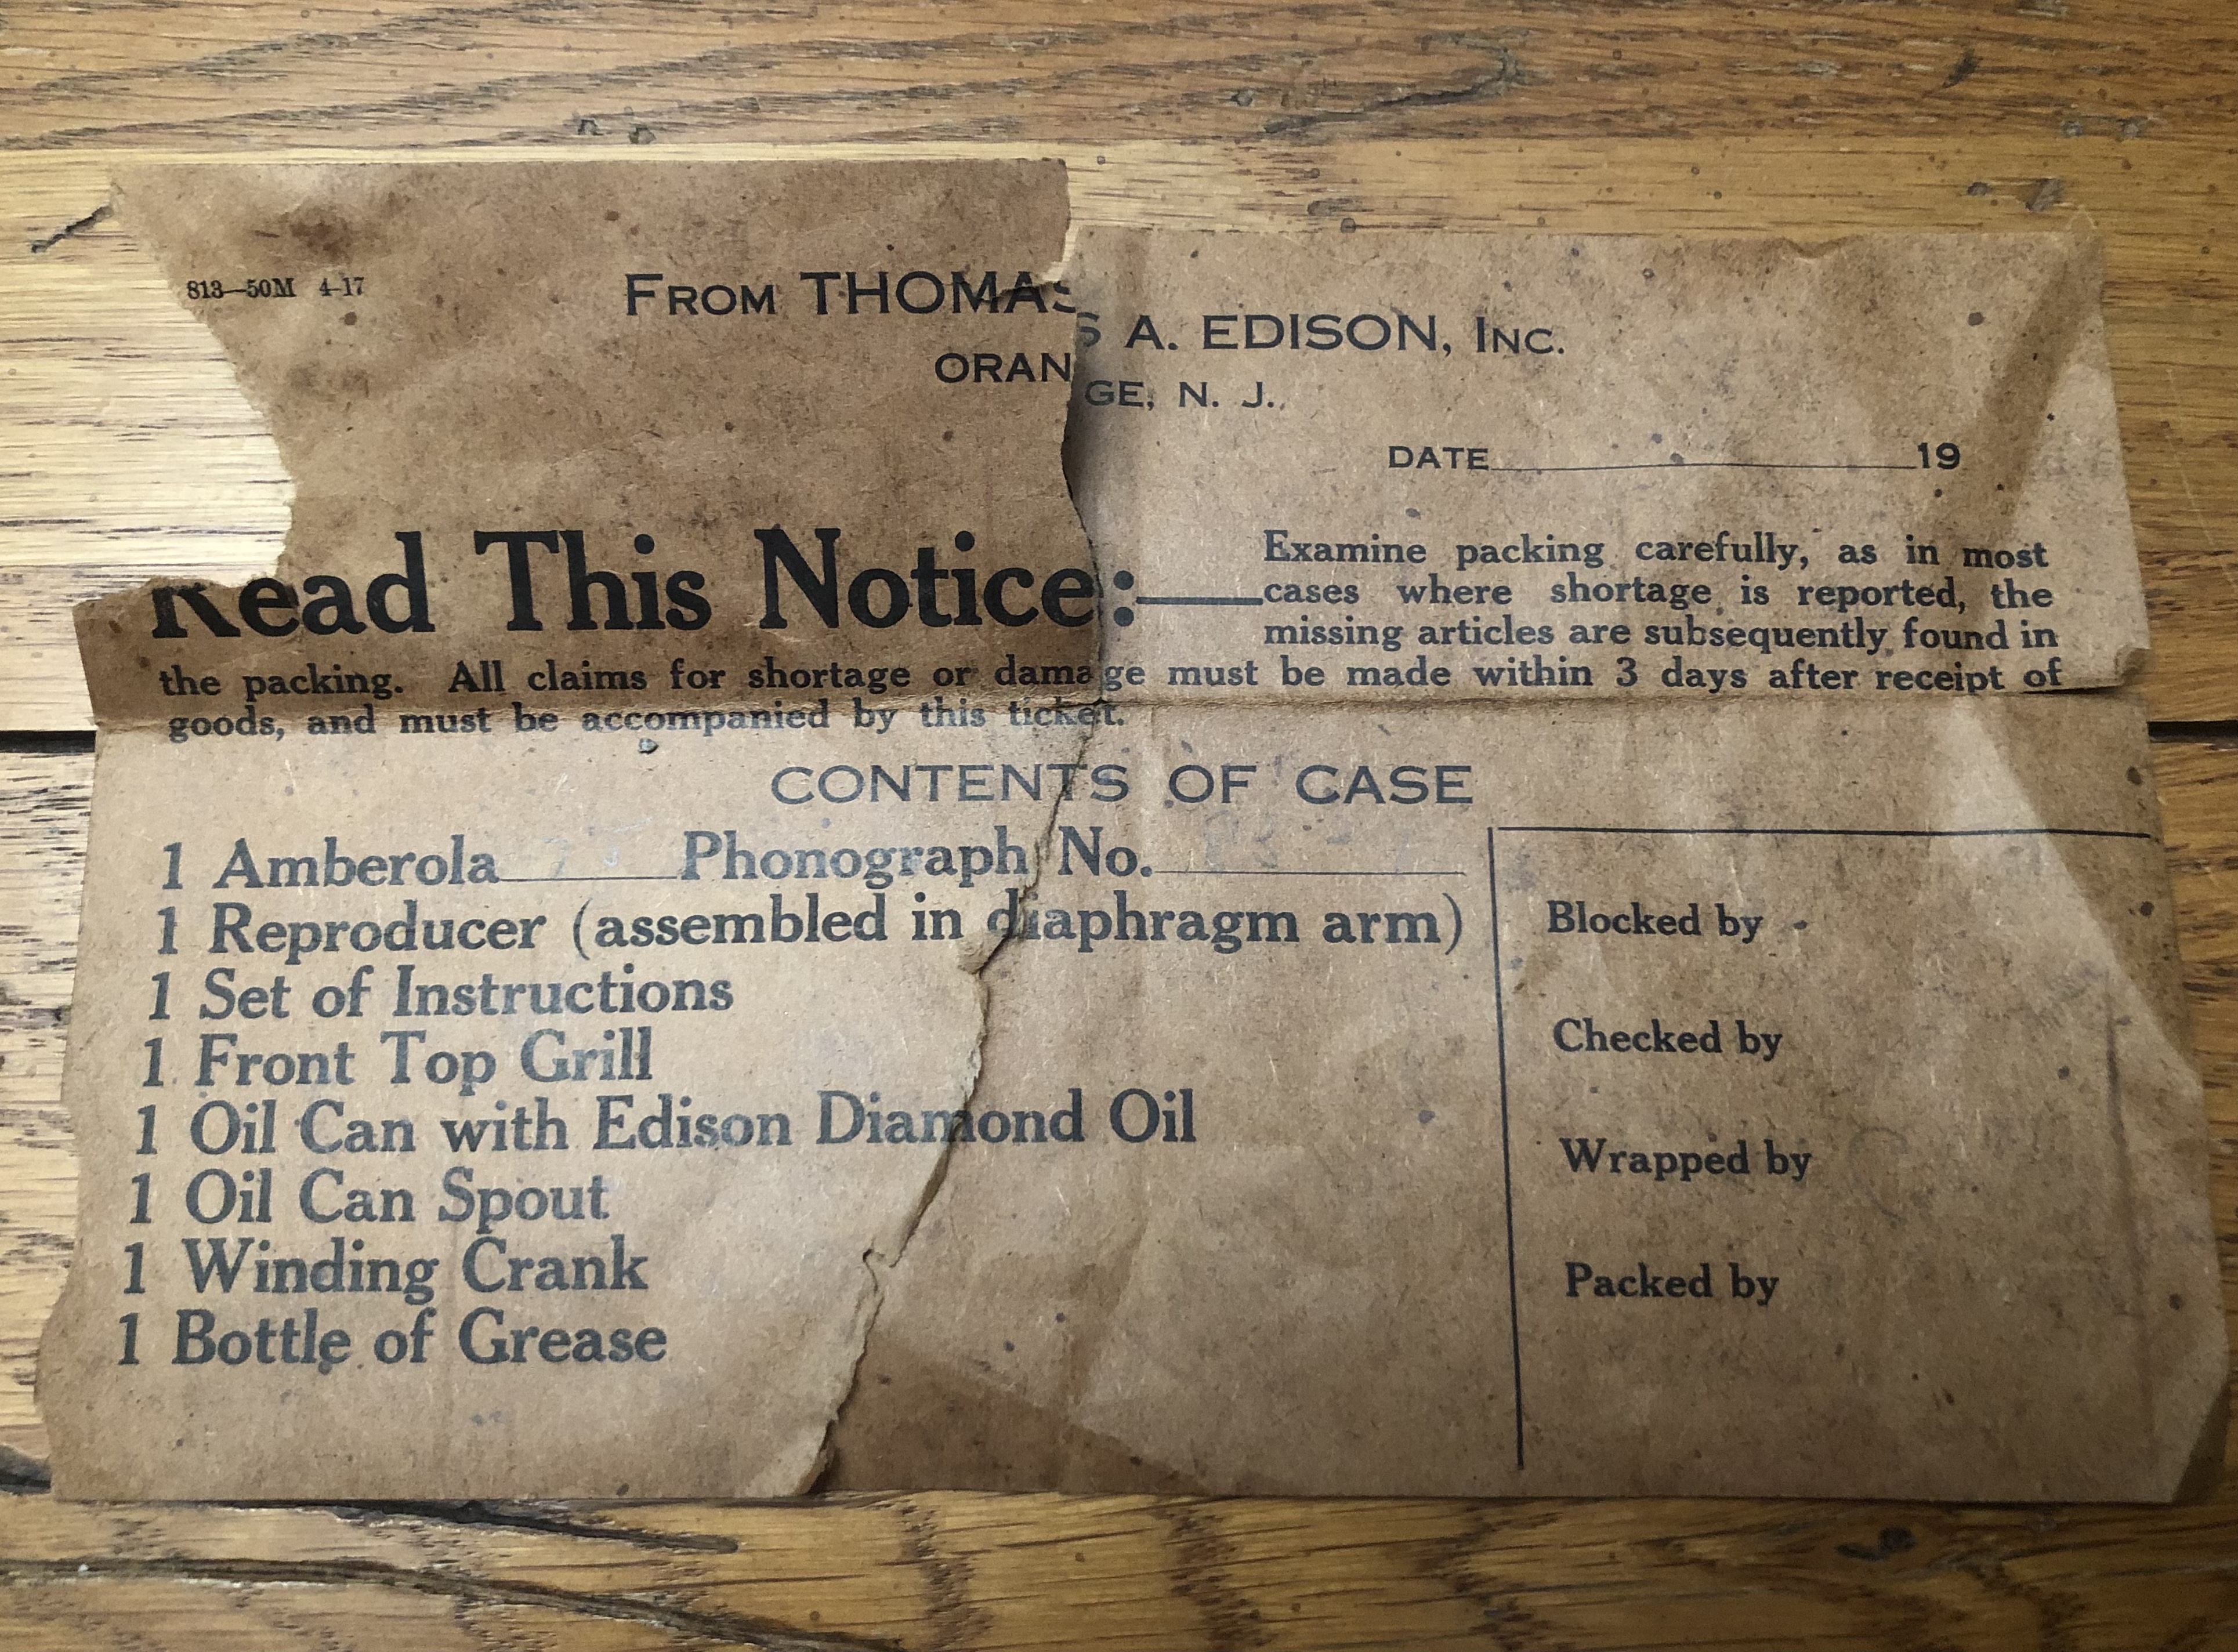 813—50M 4-17
FROM THOMAS A. EDISON, INC.
ORANGE, N. J.
DATE 19
Read This Notice:— Examine packing carefully, as in most
cases where shortage is reported, the
missing articles are subsequently found in
the packing. All claims for shortage or damage must be made within 3 days after receipt of
goods, and must be accompanied by this ticket.
CONTENTS OF CASE
1 Amberola Phonograph No.
1 Reproducer (assembled in diaphragm arm)
1 Set of Instructions
1 Front Top Grill
1 Oil Can with Edison Diamond Oil
1 Oil Can Spout
1 Winding Crank
1 Bottle of Grease
Blocked by
Checked by
Wrapped by
Packed by